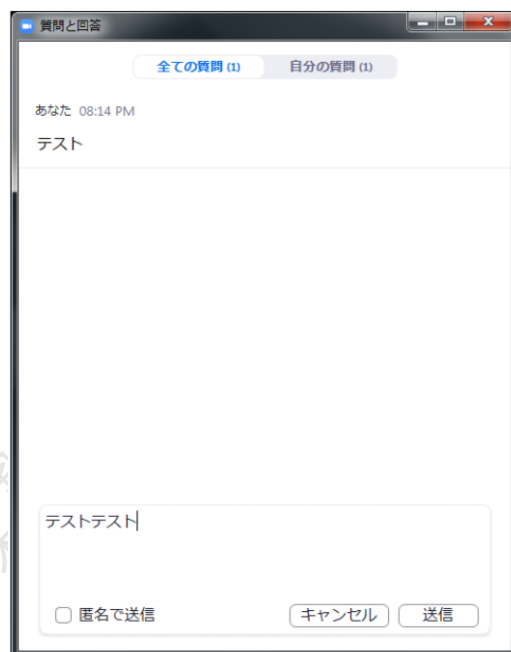 質問と回答
全ての質問 (1) 自分の質問 (1)
あなた 08:14 PM
テスト
テストテスト
匿名で送信 キャンセル 送信